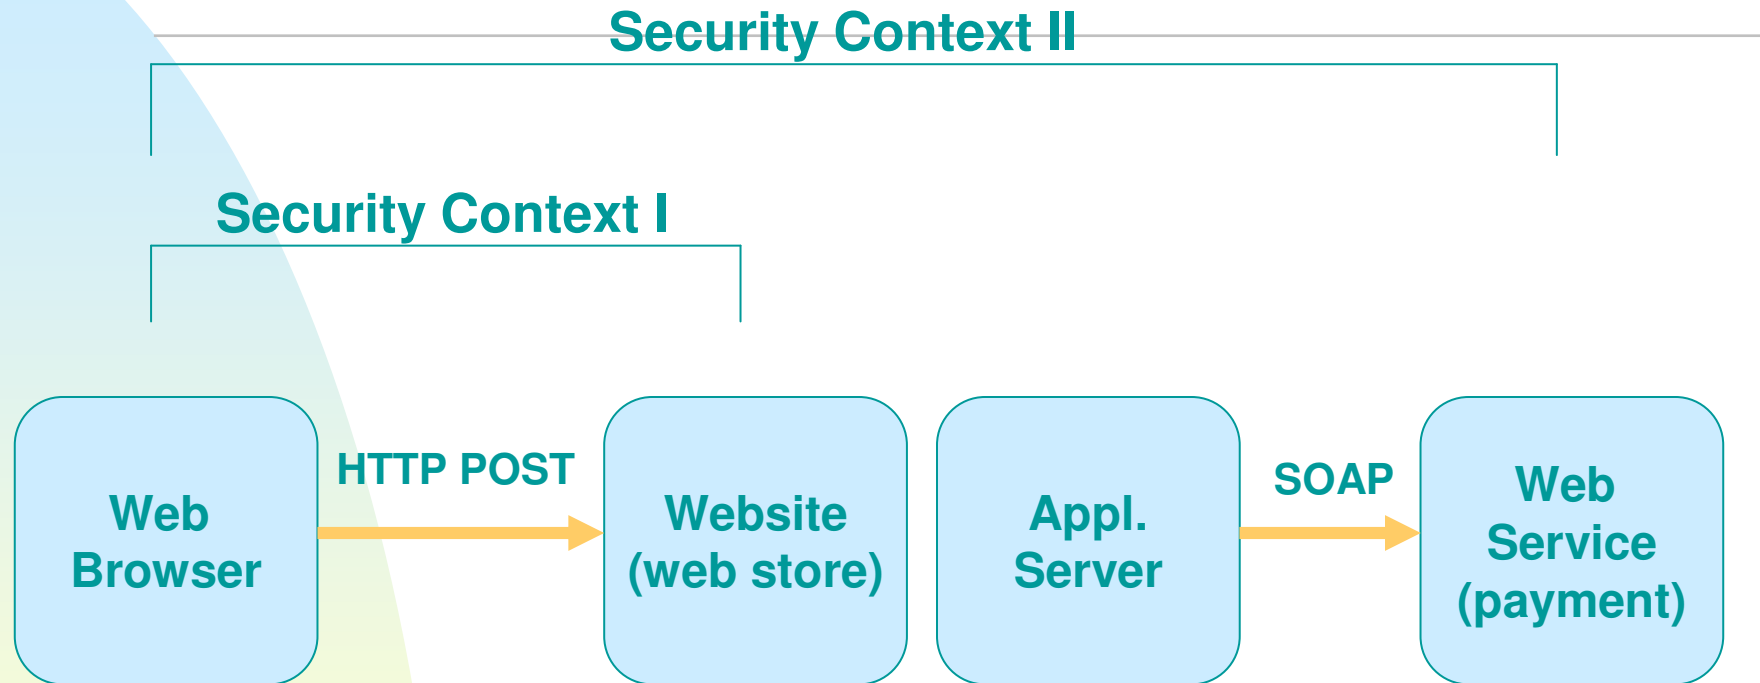 Security Context II
Security Context I
HTTP POST
SOAP
Web
Browser
Website
(web store)
Appl.
Server
Web
Service
(payment)